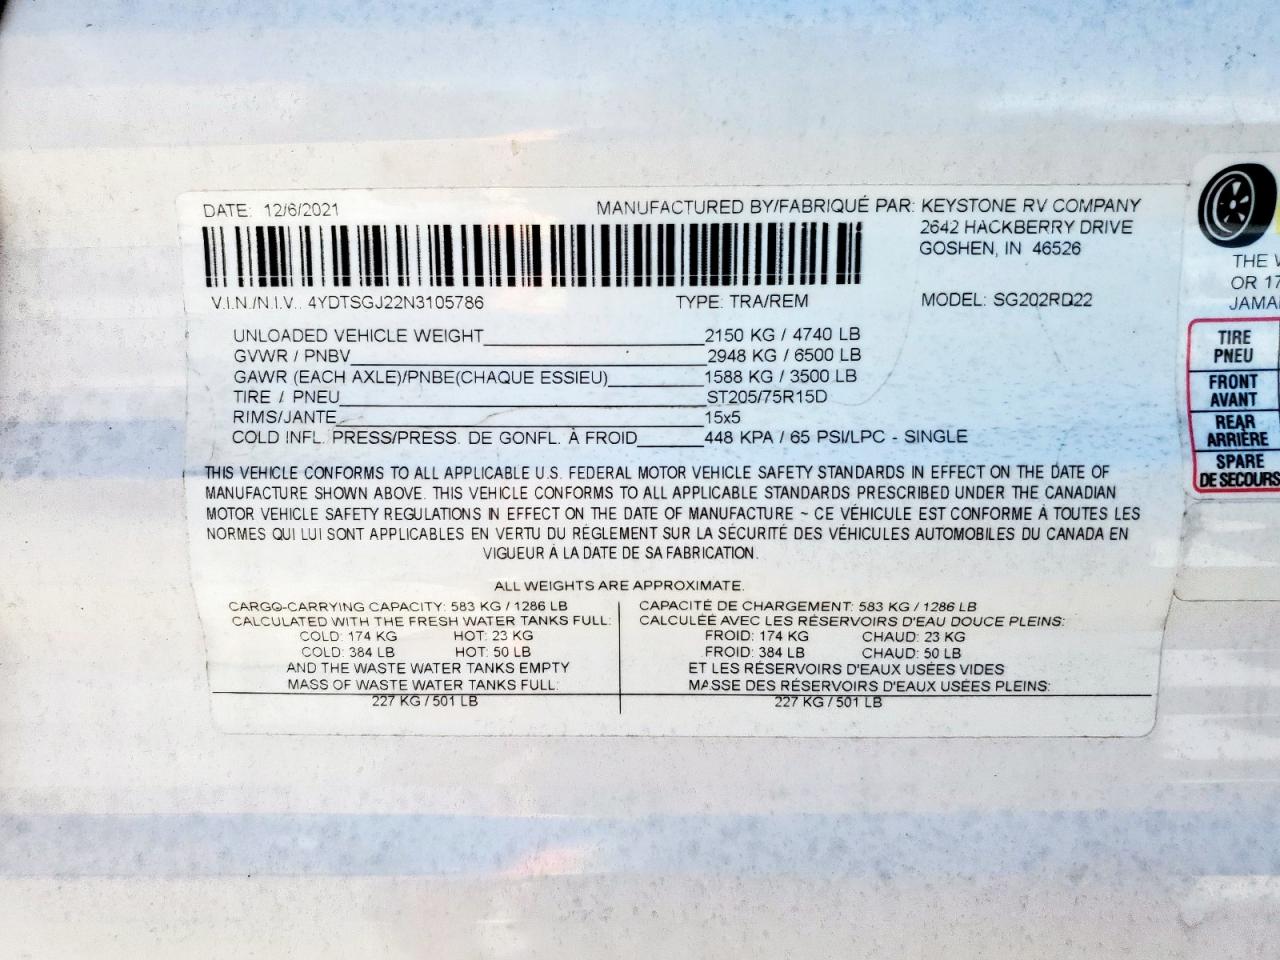 DATE: 12/6/2021
MANUFACTURED BY/FABRIQUÉ PAR: KEYSTONE RV COMPANY
2642 HACKBERRY DRIVE
GOSHEN, IN 46526
V.I.N./N.I.V.. 4YDTSGJ22N3105786 TYPE: TRA/REM MODEL: SG202RD22
UNLOADED VEHICLE WEIGHT 2150 KG / 4740 LB
GVWR / PNBV 2948 KG / 6500 LB
GAWR (EACH AXLE)/PNBE(CHAQUE ESSIEU) 1588 KG / 3500 LB
TIRE / PNEU ST205/75R15D
RIMS/JANTE 15x5
COLD INFL. PRESS/PRESS. DE GONFL. À FROID 448 KPA / 65 PSI/LPC - SINGLE
THIS VEHICLE CONFORMS TO ALL APPLICABLE U.S. FEDERAL MOTOR VEHICLE SAFETY STANDARDS IN EFFECT ON THE DATE OF
MANUFACTURE SHOWN ABOVE. THIS VEHICLE CONFORMS TO ALL APPLICABLE STANDARDS PRESCRIBED UNDER THE CANADIAN
MOTOR VEHICLE SAFETY REGULATIONS IN EFFECT ON THE DATE OF MANUFACTURE ~ CE VÉHICULE EST CONFORME À TOUTES LES
NORMES QUI LUI SONT APPLICABLES EN VERTU DU RÉGLEMENT SUR LA SÉCURITÉ DES VÉHICULES AUTOMOBILES DU CANADA EN
VIGUEUR À LA DATE DE SA FABRICATION.
ALL WEIGHTS ARE APPROXIMATE.
CARGO-CARRYING CAPACITY: 583 KG / 1286 LB
CALCULATED WITH THE FRESH WATER TANKS FULL:
COLD: 174 KG HOT: 23 KG
COLD: 384 LB HOT: 50 LB
AND THE WASTE WATER TANKS EMPTY
MASS OF WASTE WATER TANKS FULL:
227 KG / 501 LB
CAPACITÉ DE CHARGEMENT: 583 KG / 1286 LB
CALCULÉE AVEC LES RÉSERVOIRS D'EAU DOUCE PLEINS:
FROID: 174 KG CHAUD: 23 KG
FROID: 384 LB CHAUD: 50 LB
ET LES RÉSERVOIRS D'EAUX USÉES VIDES
MASSE DES RÉSERVOIRS D'EAUX USÉES PLEINS:
227 KG / 501 LB
THE
OR 17
TIRE
PNEU
FRONT
AVANT
REAR
ARRIÈRE
SPARE
DE SECOURS